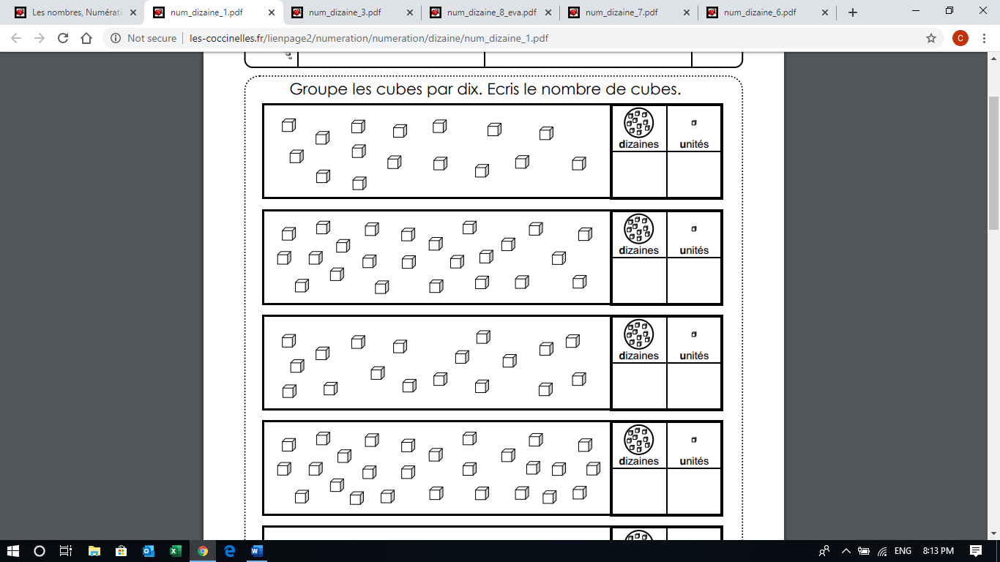 Les nombres, Numérati
num_dizaine_1.pdf
num_dizaine_3.pdf
num_dizaine_8_eva.pdf
num_dizaine_7.pdf
num_dizaine_6.pdf
Not secure
les-coccinelles.fr/lienpage2/numeration/numeration/dizaine/num_dizaine_1.pdf
C
Groupe les cubes par dix. Ecris le nombre de cubes.
dizaines unités
dizaines unités
dizaines unités
dizaines unités
ENG 8:13 PM